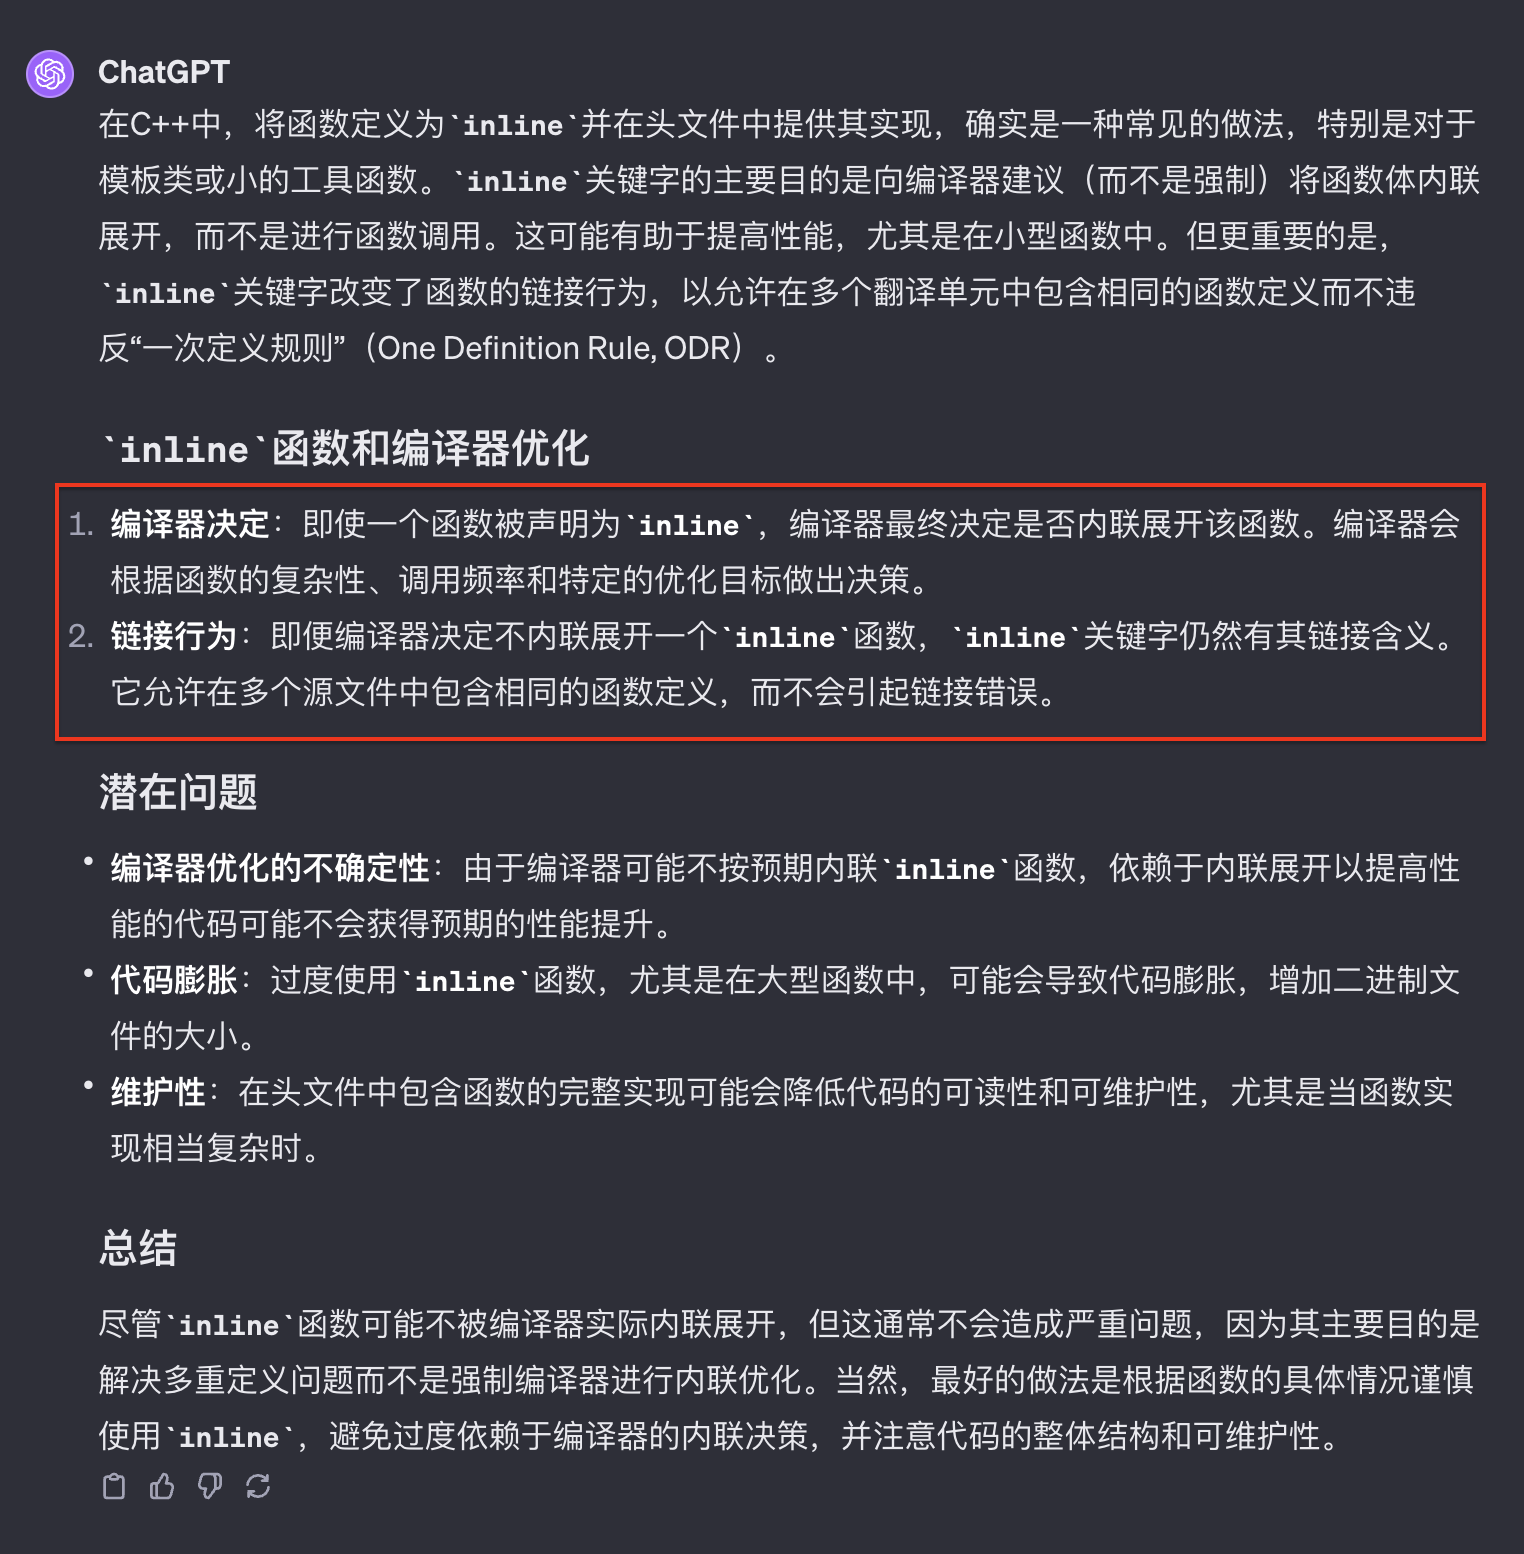 ChatGPT
在C++中，将函数定义为`inline`并在头文件中提供其实现，确实是一种常见的做法，特别是对于
模板类或小的工具函数。`inline`关键字的主要目的是向编译器建议（而不是强制）将函数体内联
展开，而不是进行函数调用。这可能有助于提高性能，尤其是在小型函数中。但更重要的是，
`inline`关键字改变了函数的链接行为，以允许在多个翻译单元中包含相同的函数定义而不违
反“一次定义规则”（One Definition Rule, ODR）。
`inline`函数和编译器优化
1. 编译器决定：即使一个函数被声明为`inline`，编译器最终决定是否内联展开该函数。编译器会
根据函数的复杂性、调用频率和特定的优化目标做出决策。
2. 链接行为：即便编译器决定不内联展开一个`inline`函数，`inline`关键字仍然有其链接含义。
它允许在多个源文件中包含相同的函数定义，而不会引起链接错误。
潜在问题
• 编译器优化的不确定性：由于编译器可能不按预期内联`inline`函数，依赖于内联展开以提高性
能的代码可能不会获得预期的性能提升。
• 代码膨胀：过度使用`inline`函数，尤其是在大型函数中，可能会导致代码膨胀，增加二进制文
件的大小。
• 维护性：在头文件中包含函数的完整实现可能会降低代码的可读性和可维护性，尤其是当函数实
现相当复杂时。
总结
尽管`inline`函数可能不被编译器实际内联展开，但这通常不会造成严重问题，因为其主要目的是
解决多重定义问题而不是强制编译器进行内联优化。当然，最好的做法是根据函数的具体情况谨慎
使用`inline`，避免过度依赖于编译器的内联决策，并注意代码的整体结构和可维护性。